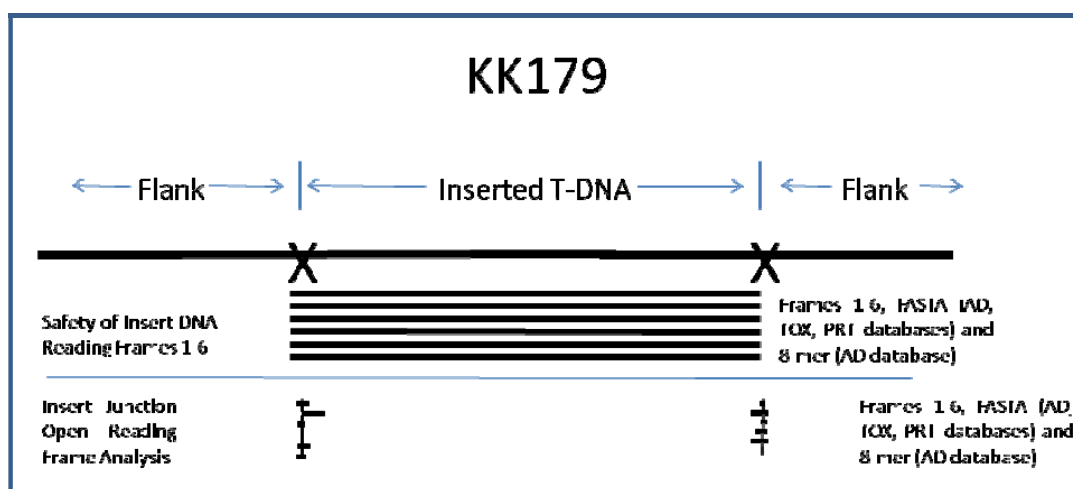 KK179
Flank
Inserted T-DNA
Flank
X
X
Safety of Insert DNA
Reading Frames 1 6
Frames 1 6, FASTA (AD,
TOX, PRT databases) and
8 mer (AD database)
Insert Junction
Open Reading
Frame Analysis
Frames 1 6, FASTA (AD,
TOX, PRT databases) and
8 mer (AD database)